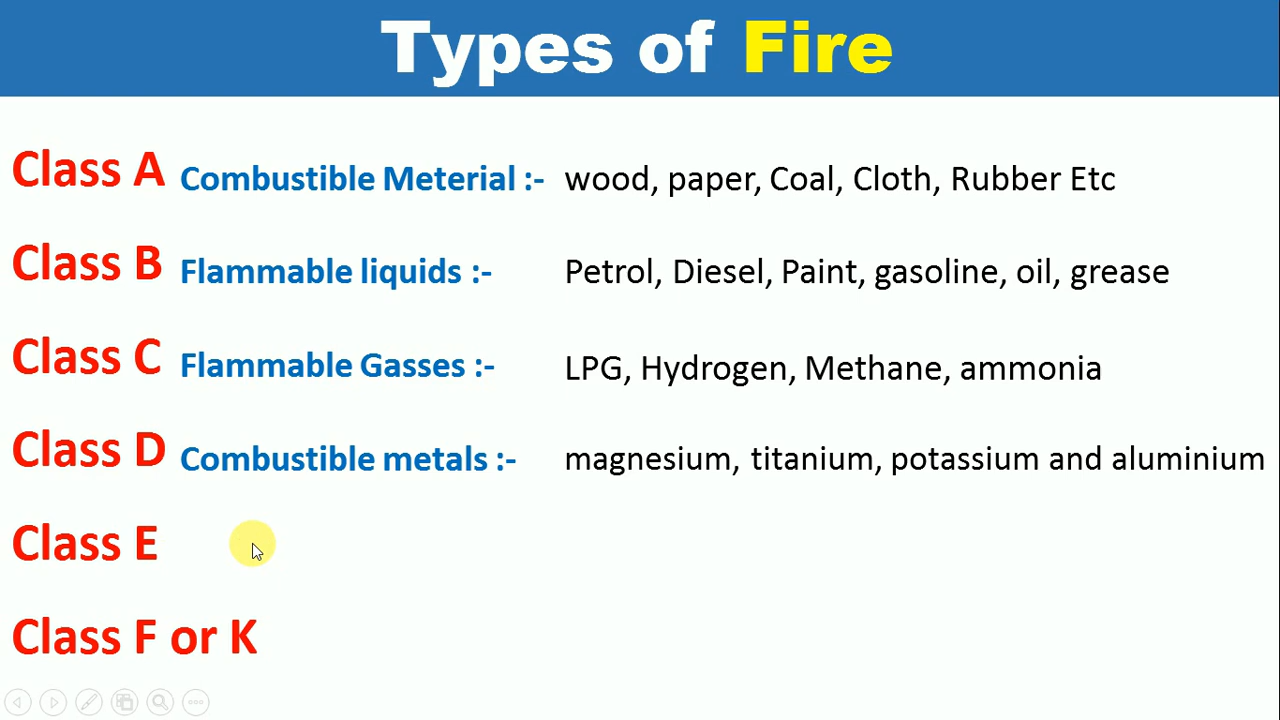 Types of Fire
Class A Combustible Meterial :- wood, paper, Coal, Cloth, Rubber Etc
Class B Flammable liquids :- Petrol, Diesel, Paint, gasoline, oil, grease
Class C Flammable Gasses :- LPG, Hydrogen, Methane, ammonia
Class D Combustible metals :- magnesium, titanium, potassium and aluminium
Class E
Class F or K